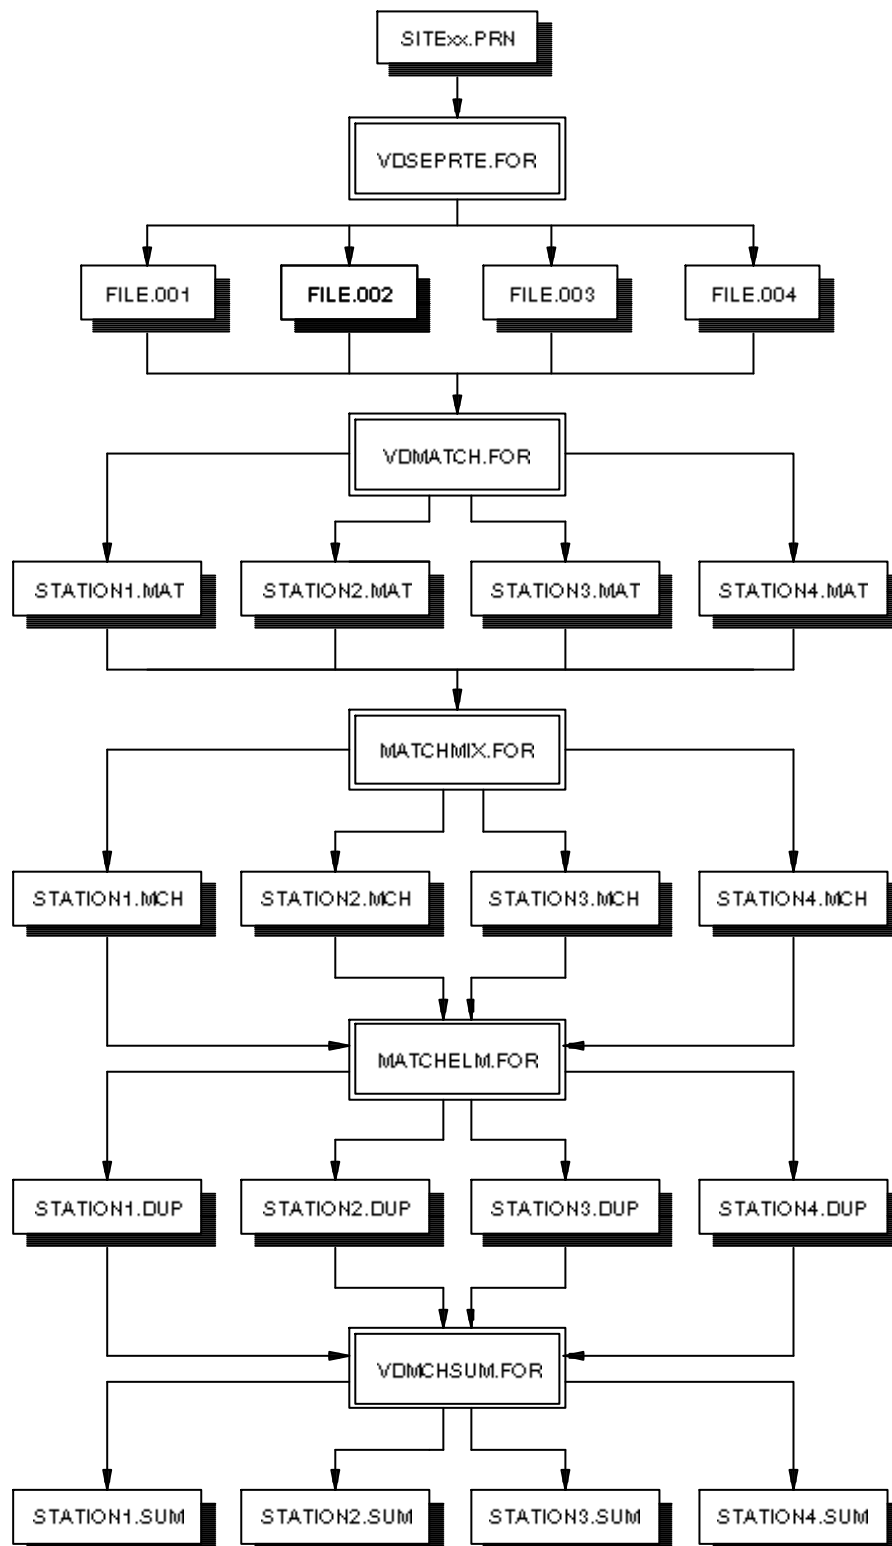 SITExx.PRN
VDSEPRTE.FOR
FILE.001
FILE.002
FILE.003
FILE.004
VDMATCH.FOR
STATION1.MAT
STATION2.MAT
STATION3.MAT
STATION4.MAT
MATCHMIX.FOR
STATION1.MCH
STATION2.MCH
STATION3.MCH
STATION4.MCH
MATCHELM.FOR
STATION1.DUP
STATION2.DUP
STATION3.DUP
STATION4.DUP
VDMCHSUM.FOR
STATION1.SUM
STATION2.SUM
STATION3.SUM
STATION4.SUM